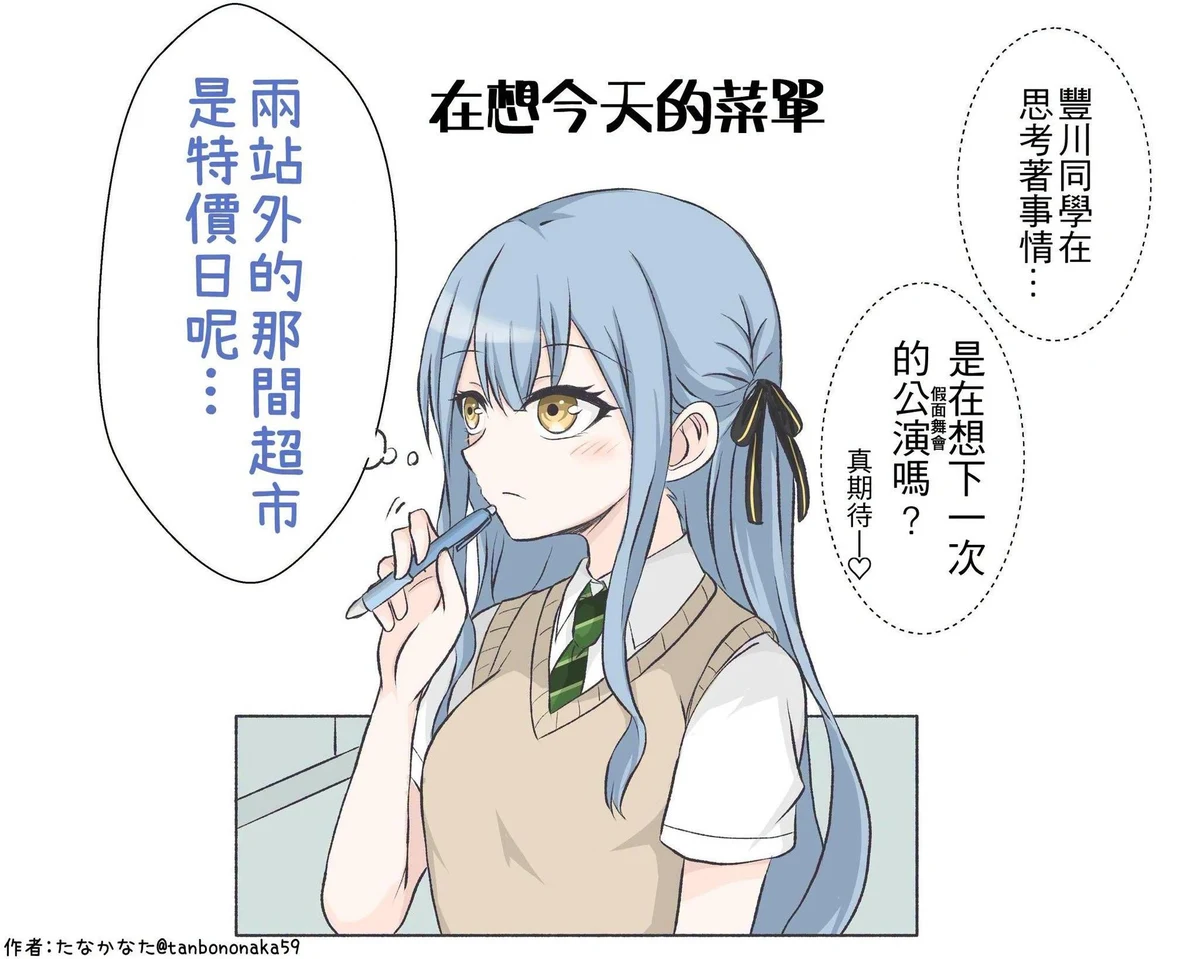 在想今天的菜單
豐川同學在
思考著事情…
是在想下一次
的公演嗎？
假面舞會
真期待—♡
兩站外的那間超市
是特價日呢…
作者:たなかなた@tanbononaka59